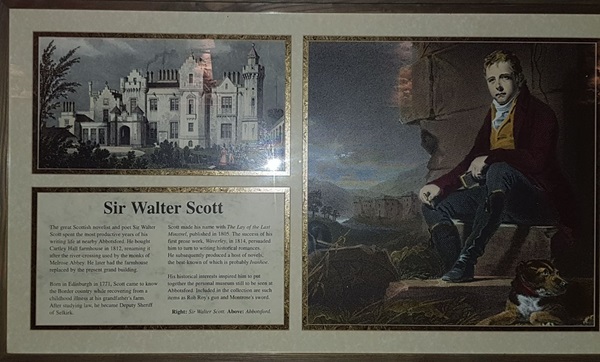 Sir Walter Scott
The great Scottish novelist and poet Sir Walter
Scott spent the most productive years of his
writing life at nearby Abbotsford. He bought
Cartley Hall farmhouse in 1812, renaming it
after the river-crossing used by the monks of
Melrose Abbey. He later had the farmhouse
replaced by the present grand building.
Born in Edinburgh in 1771, Scott came to know
the Border country while recovering from a
childhood illness at his grandfather's farm.
After studying law, he became Deputy Sheriff
of Selkirk.
Scott made his name with The Lay of the Last
Minstrel, published in 1805. The success of his
first prose work, Waverley, in 1814, persuaded
him to turn to writing historical romances.
He subsequently produced a host of novels,
the best known of which is probably Ivanhoe.
His historical interests inspired him to put
together the personal museum still to be seen at
Abbotsford. Included in the collection are such
items as Rob Roy's gun and Montrose's sword.
Right: Sir Walter Scott. Above: Abbotsford.